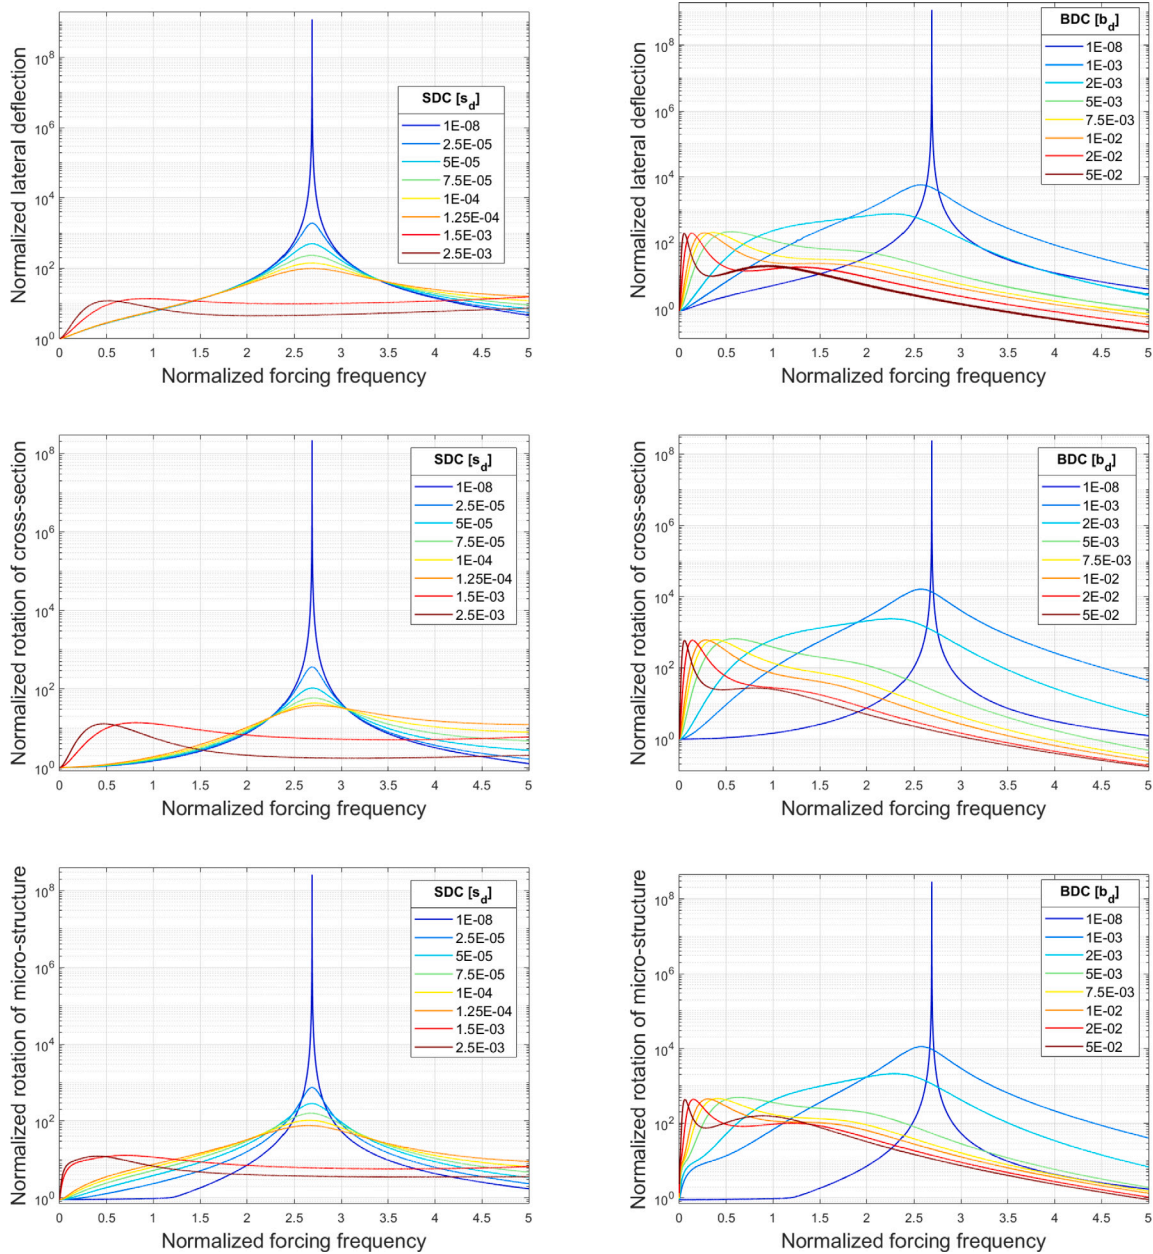 Normalized lateral deflection
10^8
10^6
10^4
10^2
10^0
SDC [s_d]
1E-08
2.5E-05
5E-05
7.5E-05
1E-04
1.25E-04
1.5E-03
2.5E-03
0 0.5 1 1.5 2 2.5 3 3.5 4 4.5 5
Normalized forcing frequency
Normalized lateral deflection
10^8
10^6
10^4
10^2
10^0
BDC [b_d]
1E-08
1E-03
2E-03
5E-03
7.5E-03
1E-02
2E-02
5E-02
0 0.5 1 1.5 2 2.5 3 3.5 4 4.5 5
Normalized forcing frequency
Normalized rotation of cross-section
10^8
10^6
10^4
10^2
10^0
SDC [s_d]
1E-08
2.5E-05
5E-05
7.5E-05
1E-04
1.25E-04
1.5E-03
2.5E-03
0 0.5 1 1.5 2 2.5 3 3.5 4 4.5 5
Normalized forcing frequency
Normalized rotation of cross-section
10^8
10^6
10^4
10^2
10^0
BDC [b_d]
1E-08
1E-03
2E-03
5E-03
7.5E-03
1E-02
2E-02
5E-02
0 0.5 1 1.5 2 2.5 3 3.5 4 4.5 5
Normalized forcing frequency
Normalized rotation of micro-structure
10^8
10^6
10^4
10^2
10^0
SDC [s_d]
1E-08
2.5E-05
5E-05
7.5E-05
1E-04
1.25E-04
1.5E-03
2.5E-03
0 0.5 1 1.5 2 2.5 3 3.5 4 4.5 5
Normalized forcing frequency
Normalized rotation of micro-structure
10^8
10^6
10^4
10^2
10^0
BDC [b_d]
1E-08
1E-03
2E-03
5E-03
7.5E-03
1E-02
2E-02
5E-02
0 0.5 1 1.5 2 2.5 3 3.5 4 4.5 5
Normalized forcing frequency